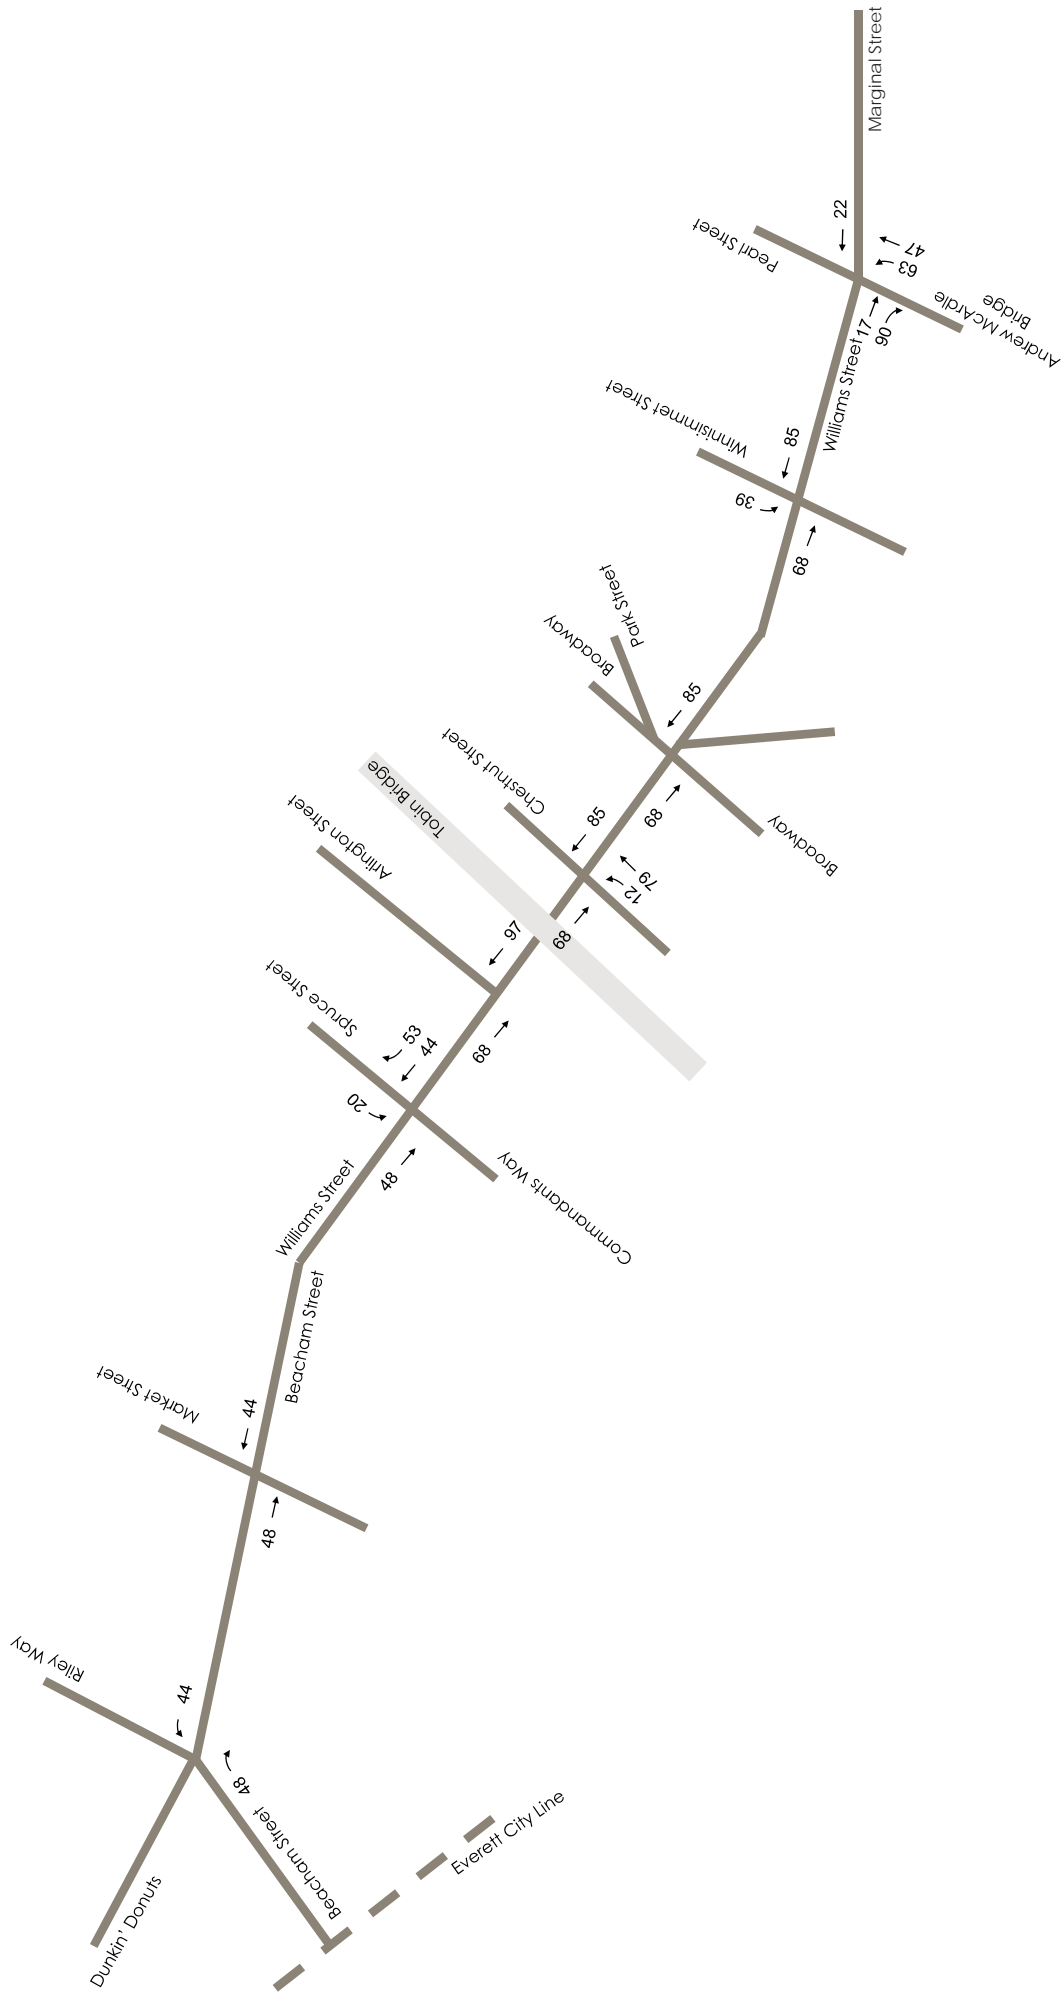 Marginal Street
22
47
63
Pearl Street
Andrew McArdle
Bridge
17
90
Williams Street
Winnisimmet Street
85
39
68
Park Street
Broadway
85
68
Broadway
Chestnut Street
85
79
12
68
Tobin Bridge
Arlington Street
97
68
Spruce Street
53
44
20
48
Commandants Way
Williams Street
Beacham Street
Market Street
44
48
Riley Way
44
48
Beacham Street
Everett City Line
Dunkin' Donuts